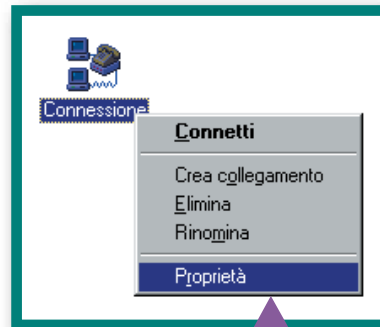 Connessione
Connetti
Crea collegamento
Elimina
Rinomina
Proprietà